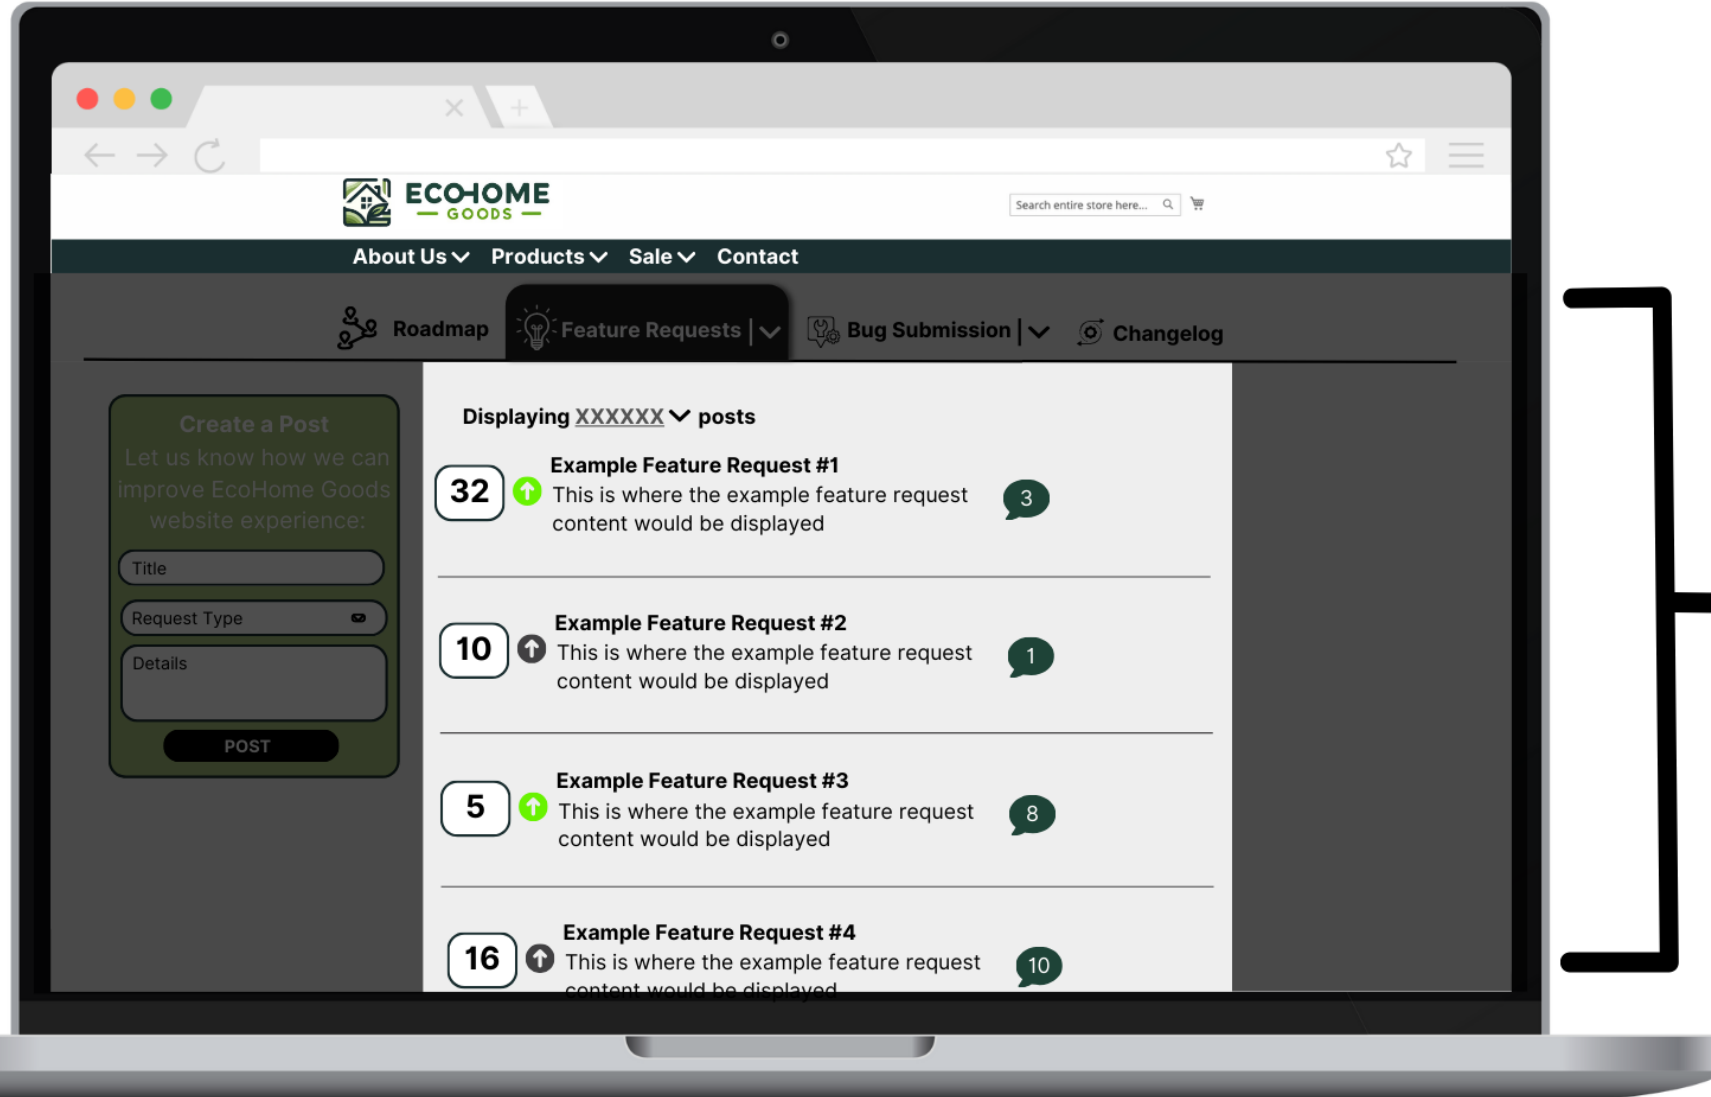 ECOHOME
GOODS
Search entire store here...
About Us Products Sale Contact
Roadmap Feature Requests Bug Submission Changelog
Create a Post
Let us know how we can
improve EcoHome Goods
website experience:
Title
Request Type
Details
POST
Displaying XXXXXX posts
32
Example Feature Request #1
This is where the example feature request
content would be displayed
3
10
Example Feature Request #2
This is where the example feature request
content would be displayed
1
5
Example Feature Request #3
This is where the example feature request
content would be displayed
8
16
Example Feature Request #4
This is where the example feature request
content would be displayed
10